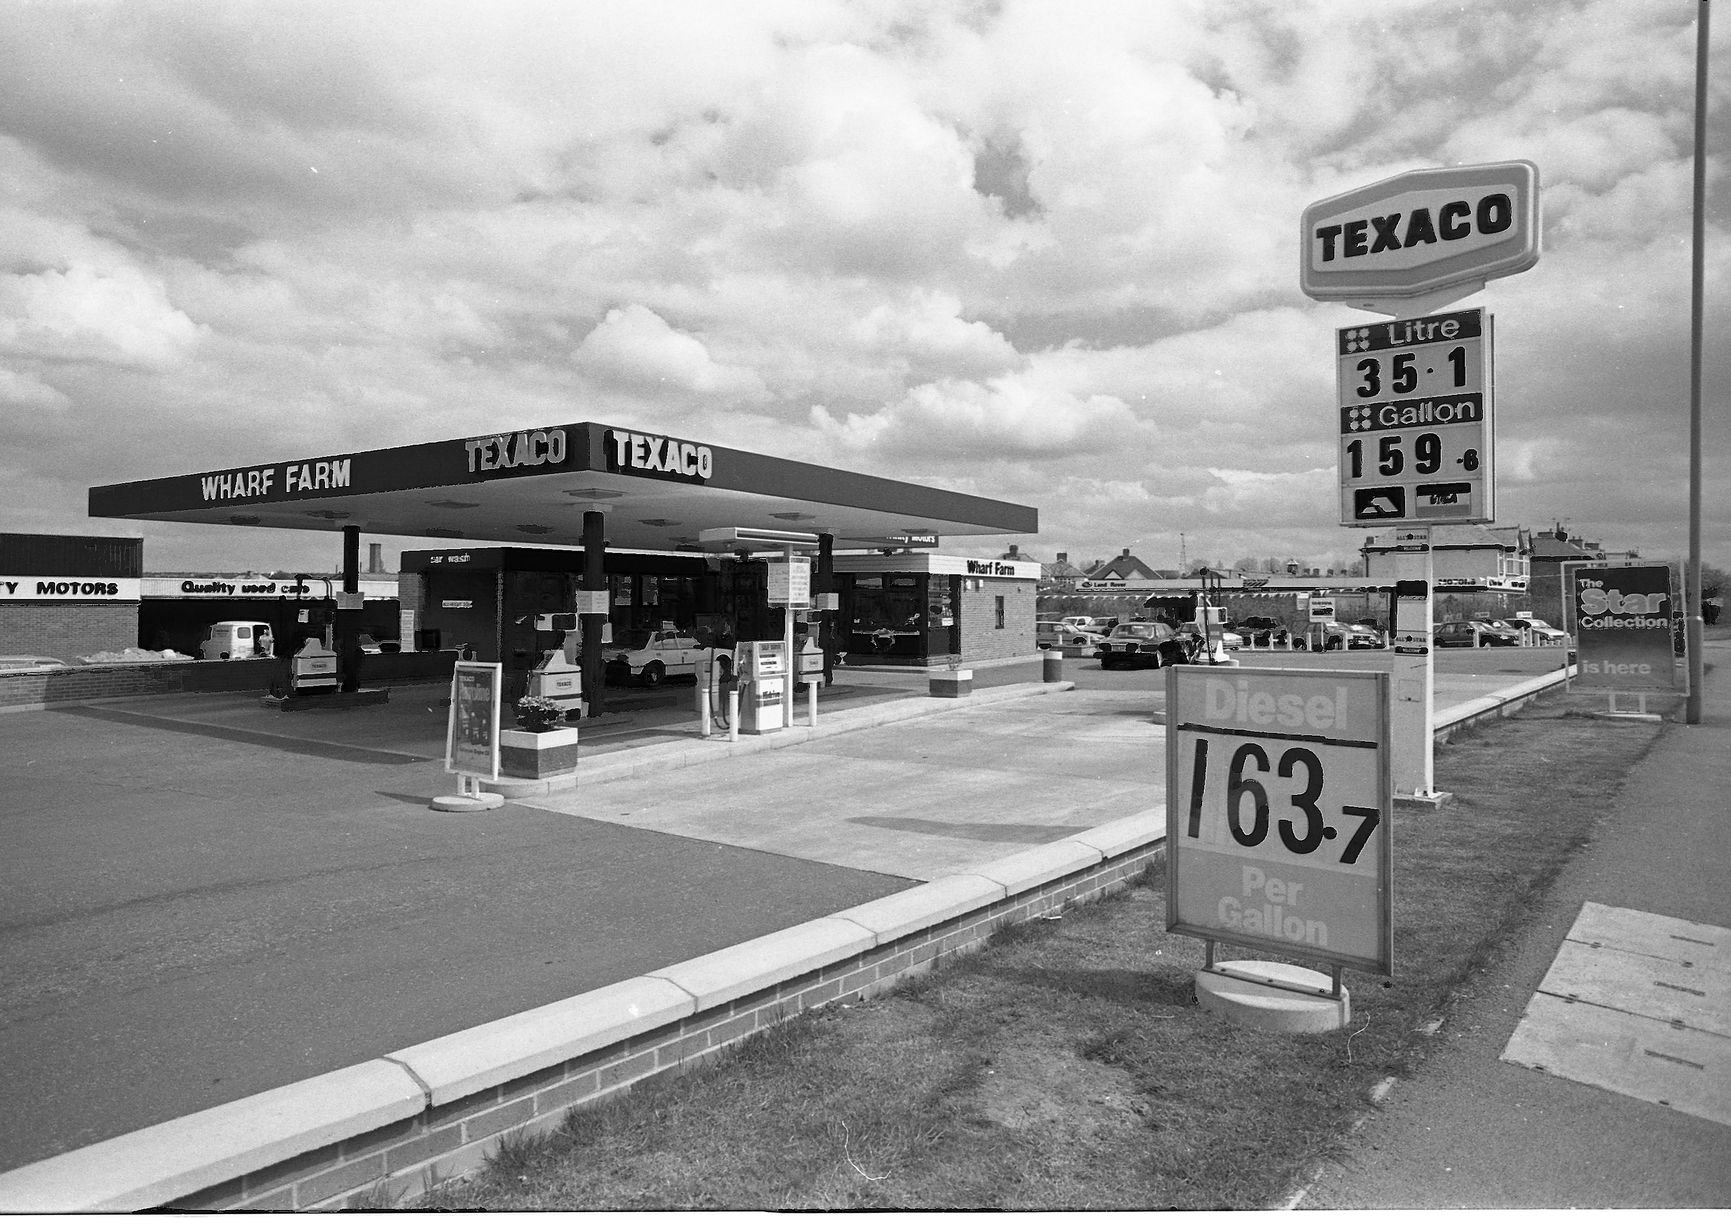 TEXACO
Litre
35.1
Gallon
159.6
VISA
WHARF FARM
TEXACO
TEXACO
Y MOTORS
Quality used cars
car wash
Wharf Farm
Land Rover
The
Star
Collection
is here
Diesel
163.7
Per
Gallon